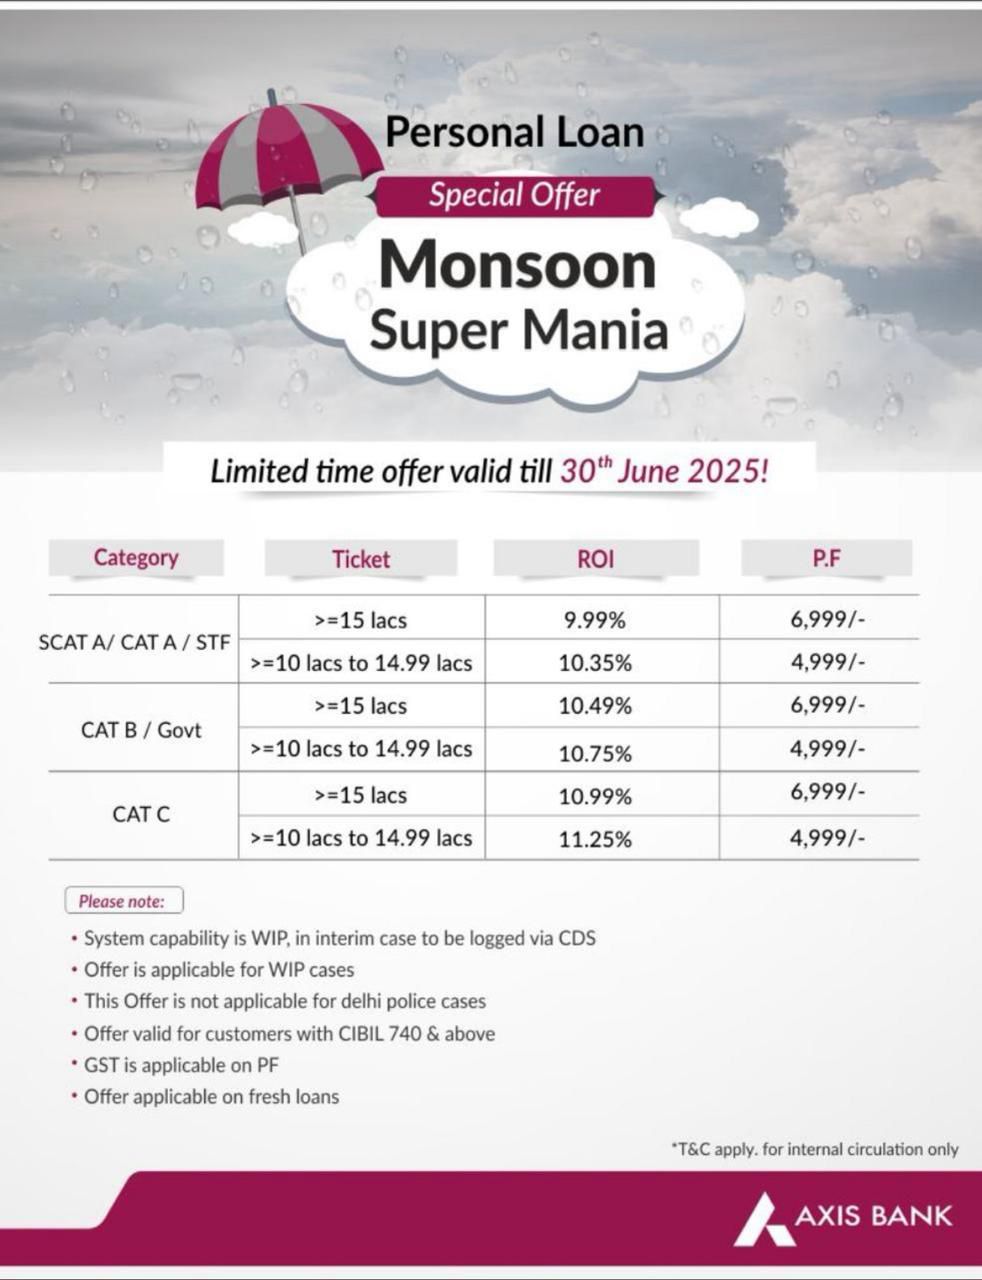 Personal Loan
Special Offer
Monsoon
Super Mania
Limited time offer valid till 30th June 2025!
Category Ticket ROI P.F
SCAT A/ CAT A / STF >=15 lacs 9.99% 6,999/-
>=10 lacs to 14.99 lacs 10.35% 4,999/-
CAT B / Govt >=15 lacs 10.49% 6,999/-
>=10 lacs to 14.99 lacs 10.75% 4,999/-
CAT C >=15 lacs 10.99% 6,999/-
>=10 lacs to 14.99 lacs 11.25% 4,999/-
Please note:
• System capability is WIP, in interim case to be logged via CDS
• Offer is applicable for WIP cases
• This Offer is not applicable for delhi police cases
• Offer valid for customers with CIBIL 740 & above
• GST is applicable on PF
• Offer applicable on fresh loans
*T&C apply. for internal circulation only
AXIS BANK